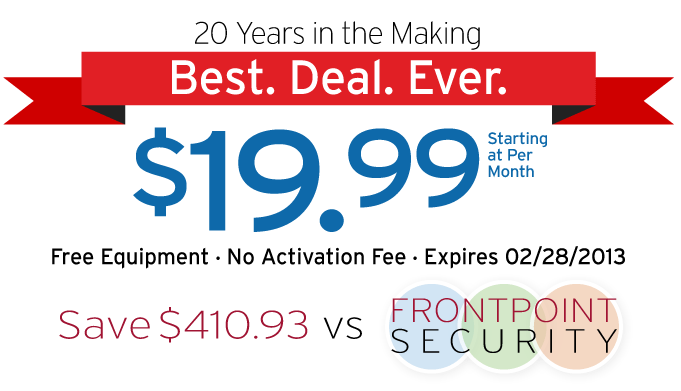 20 Years in the Making
Best. Deal. Ever.
$19.99
Starting
at Per
Month
Free Equipment · No Activation Fee · Expires 02/28/2013
Save $410.93 vs
FRONTPOINT
SECURITY